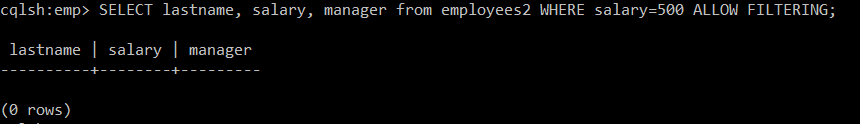 cqlsh:emp> SELECT lastname, salary, manager from employees2 WHERE salary=500 ALLOW FILTERING;
 lastname | salary | manager
----------+--------+---------
(0 rows)